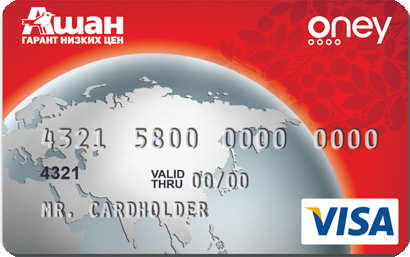 Ашан
ГАРАНТ НИЗКИХ ЦЕН
oney
4321 5800 0000 0000
4321
VALID
THRU 00/00
MR. CARDHOLDER
VISA